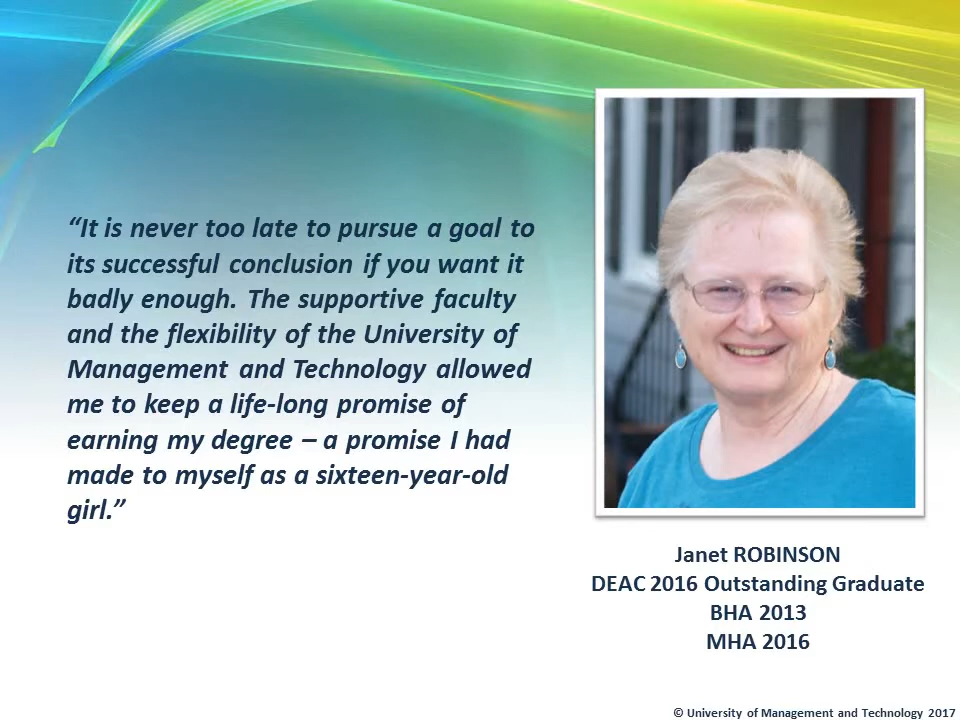 “It is never too late to pursue a goal to
its successful conclusion if you want it
badly enough. The supportive faculty
and the flexibility of the University of
Management and Technology allowed
me to keep a life-long promise of
earning my degree – a promise I had
made to myself as a sixteen-year-old
girl.”
Janet ROBINSON
DEAC 2016 Outstanding Graduate
BHA 2013
MHA 2016
© University of Management and Technology 2017